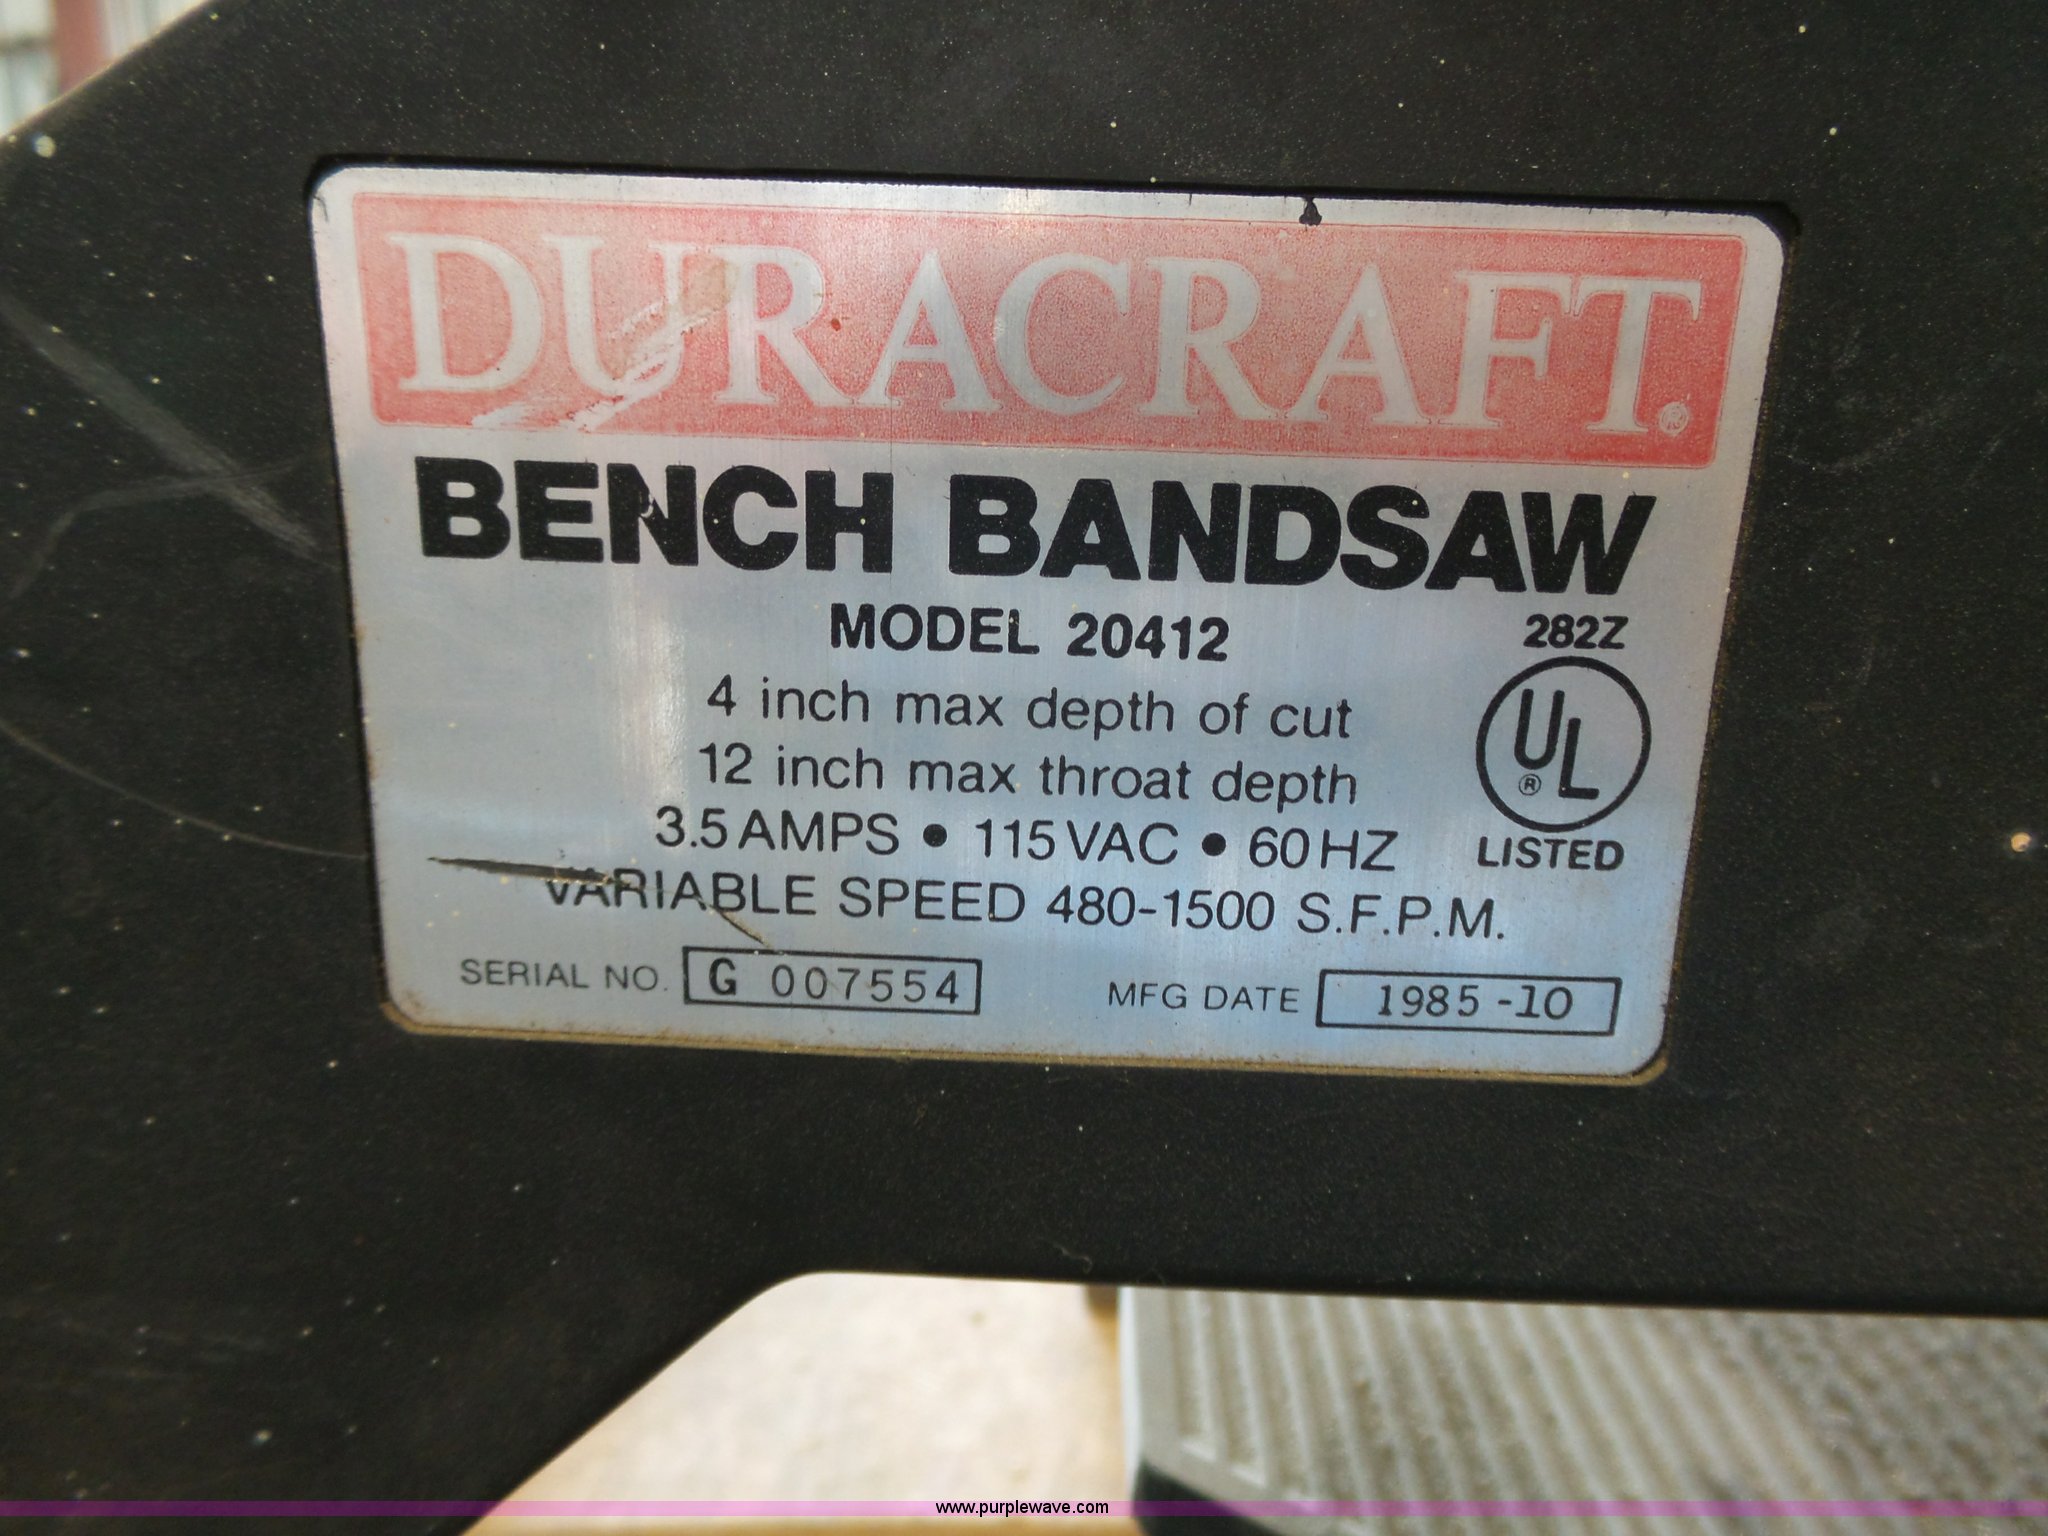 DURACRAFT®
BENCH BANDSAW
MODEL 20412
282Z
4 inch max depth of cut
12 inch max throat depth
UL®
LISTED
3.5 AMPS • 115 VAC • 60 HZ
VARIABLE SPEED 480-1500 S.F.P.M.
SERIAL NO. G 007554
MFG DATE 1985-10
www.purplewave.com